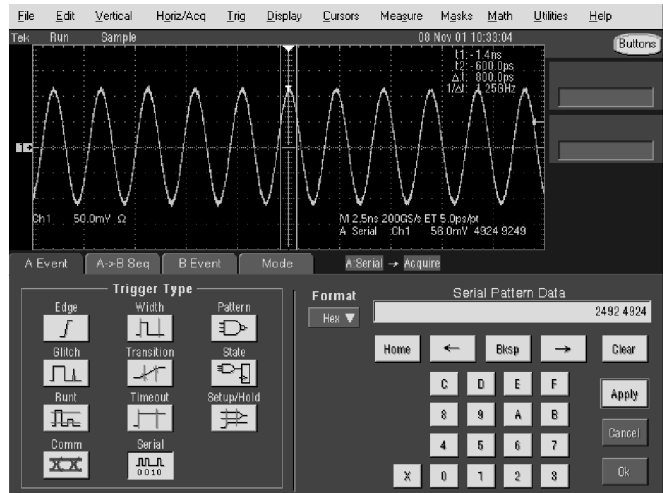 File Edit Vertical Horiz/Acq Trig Display Cursors Measure Masks Math Utilities Help
Tek Run Sample 08 Nov 01 10:33:04 Buttons
t1: -1.4ns
t2: -600.0ps
Δt: 800.0ps
1/Δt: 1.25GHz
1
Ch1 50.0mV Ω M 2.5ns 200GS/s ET 5.0ps/pt
A Serial Ch1 56.0mV 4924 9249
A Event A->B Seq B Event Mode A:Serial → Acquire
Trigger Type
Edge Width Pattern
Glitch Transition State
Runt Timeout Setup/Hold
Comm Serial
0010
Format Serial Pattern Data
Hex 2492 4924
Home ← Bksp → Clear
C D E F
Apply
8 9 A B
Cancel
4 5 6 7
X 0 1 2 3 Ok